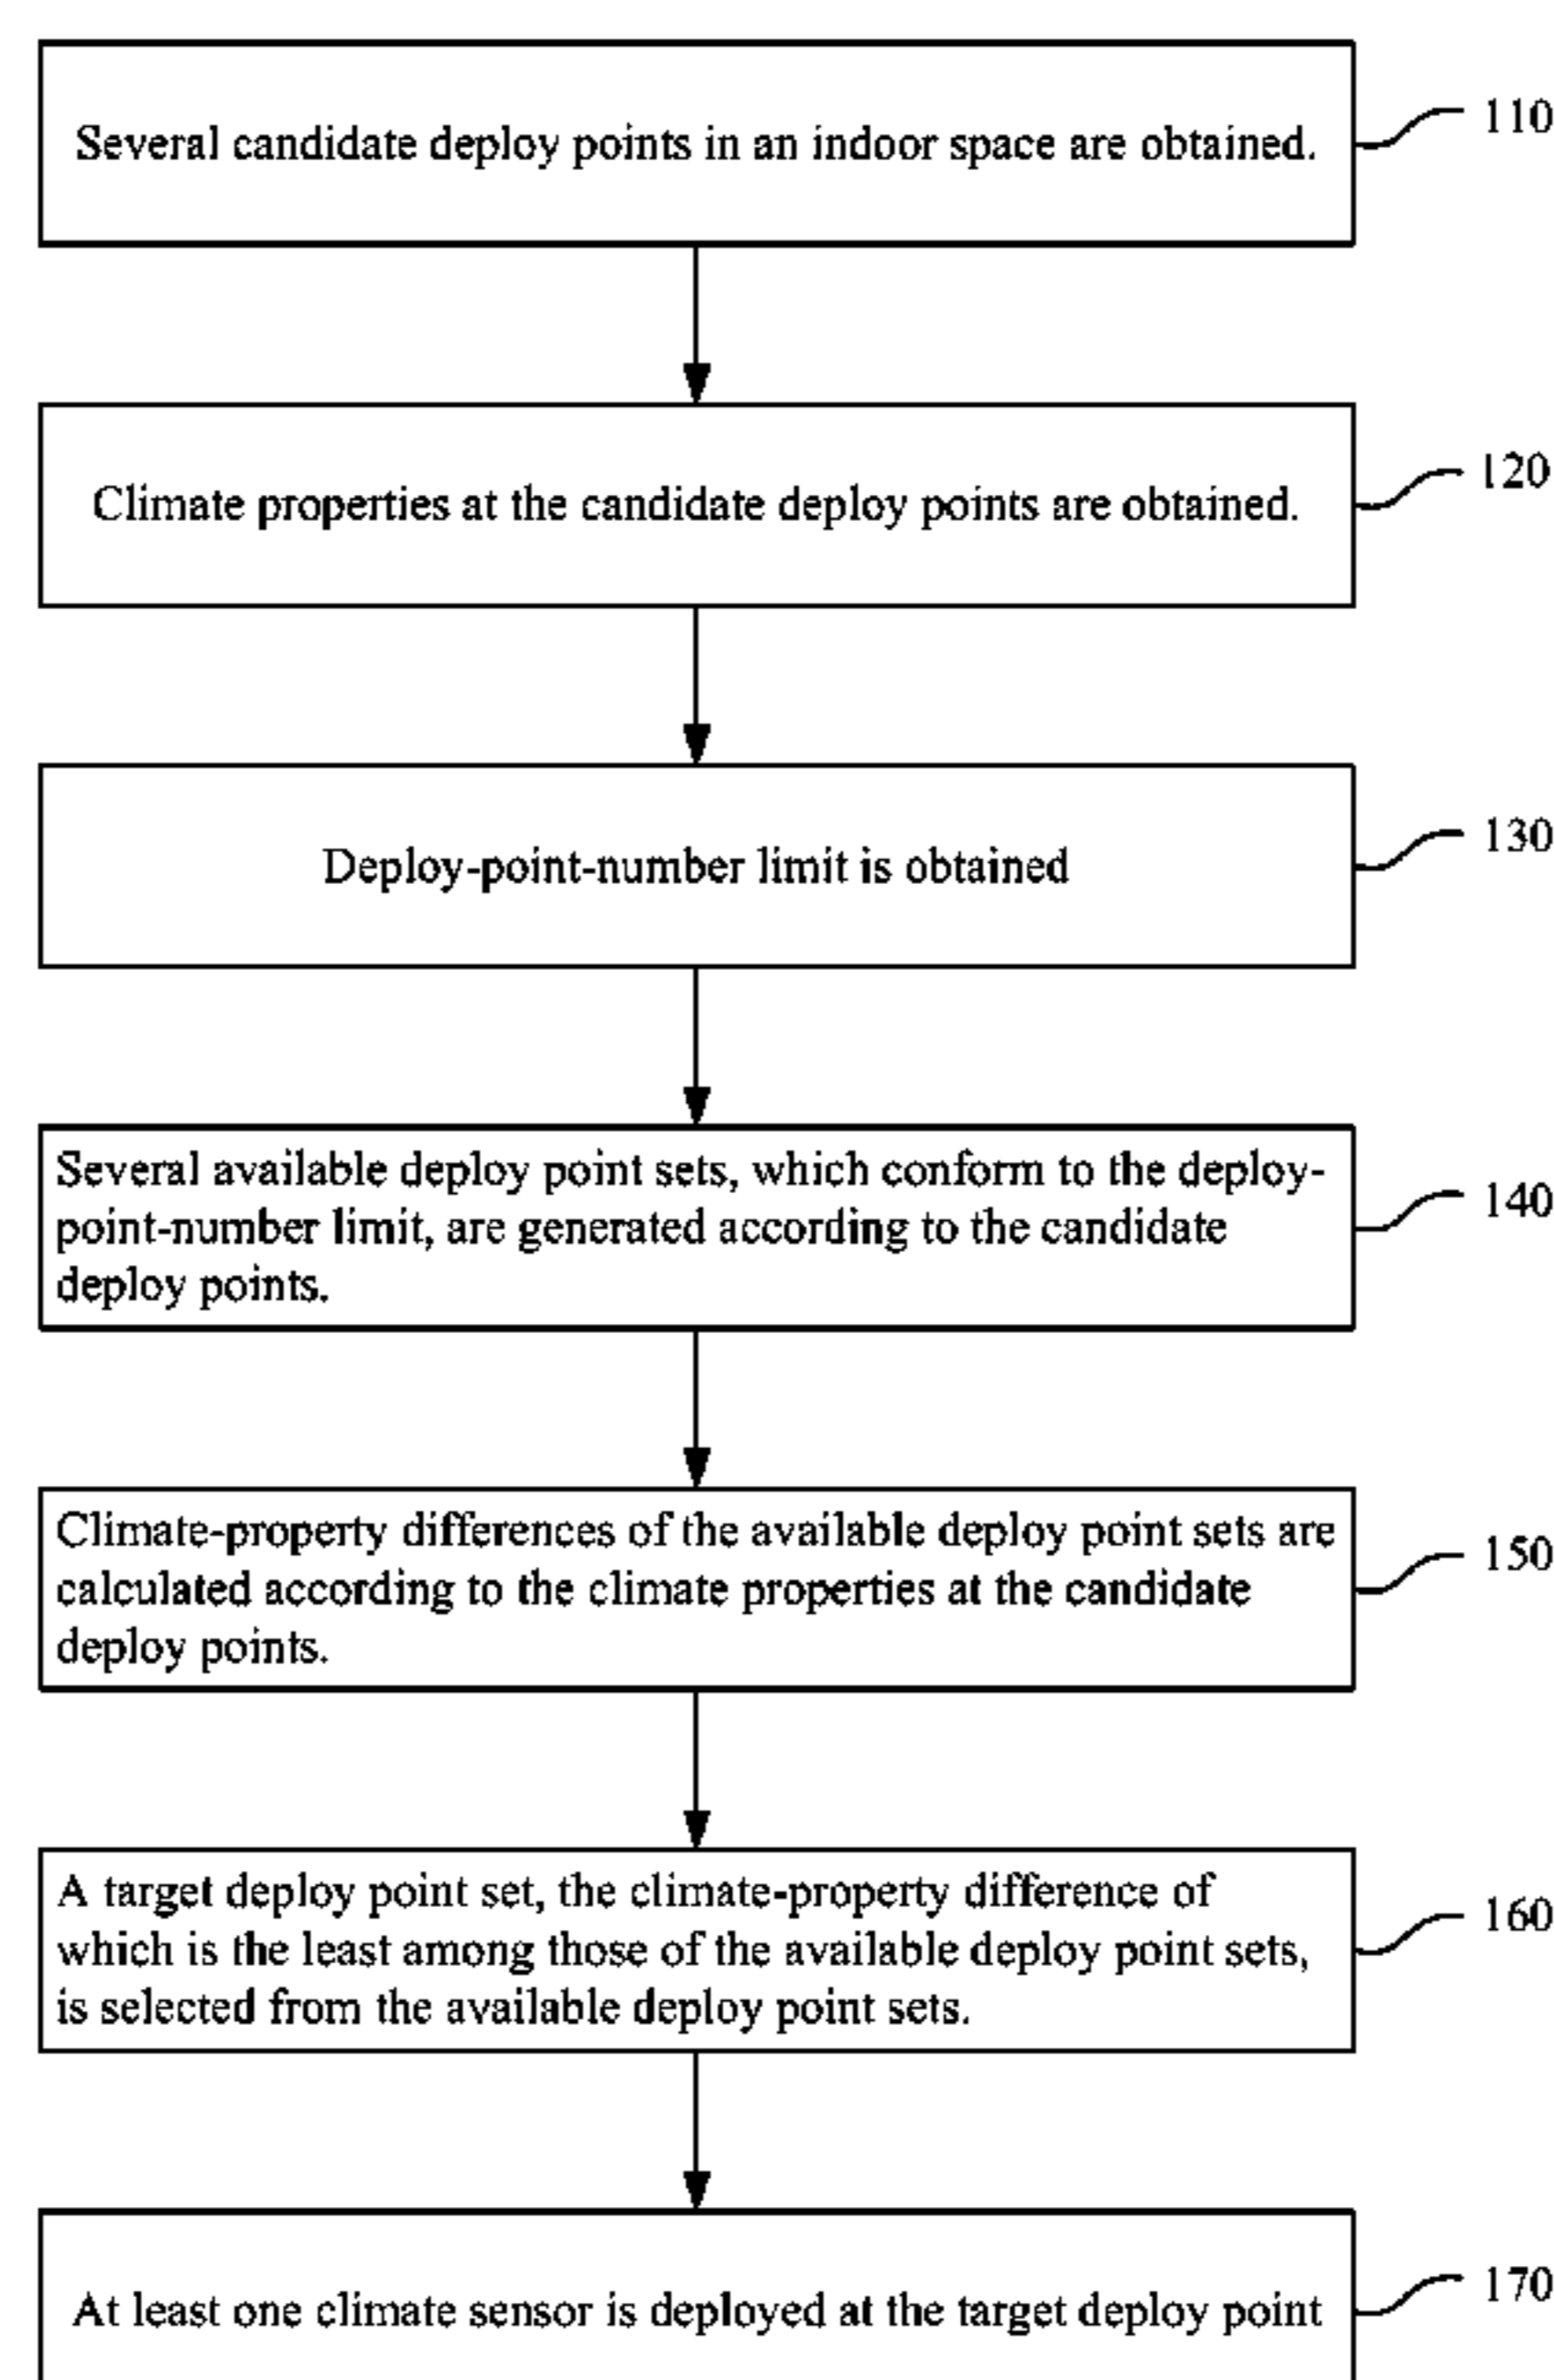 Several candidate deploy points in an indoor space are obtained.
110
Climate properties at the candidate deploy points are obtained.
120
Deploy-point-number limit is obtained
130
Several available deploy point sets, which conform to the deploy-
point-number limit, are generated according to the candidate
deploy points.
140
Climate-property differences of the available deploy point sets are
calculated according to the climate properties at the candidate
deploy points.
150
A target deploy point set, the climate-property difference of
which is the least among those of the available deploy point sets,
is selected from the available deploy point sets.
160
At least one climate sensor is deployed at the target deploy point
170